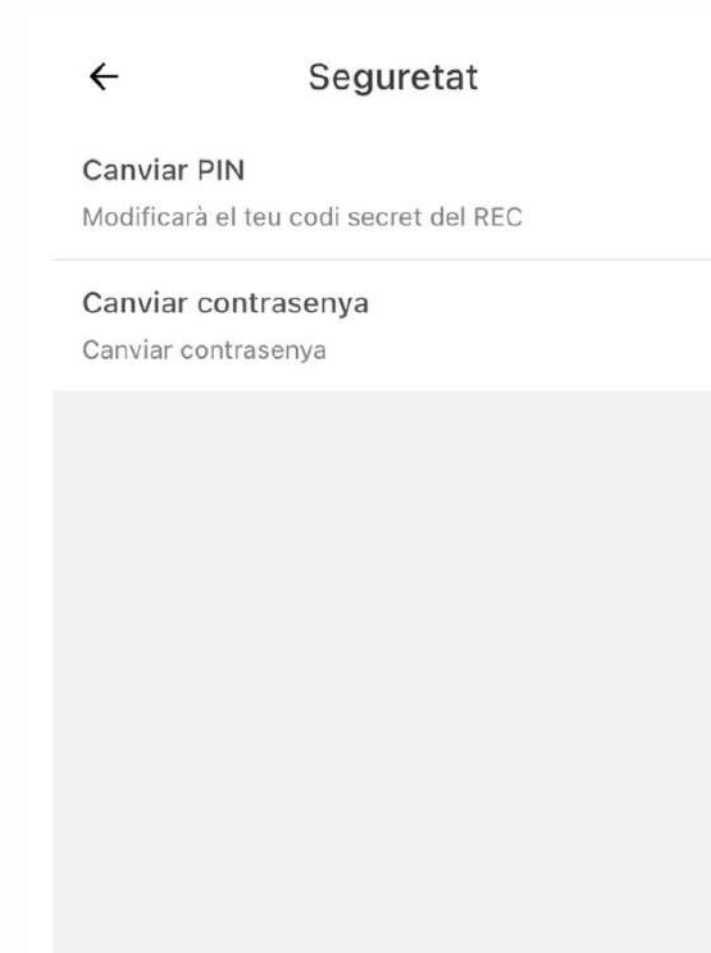 Seguretat
Canviar PIN
Modificarà el teu codi secret del REC
Canviar contrasenya
Canviar contrasenya